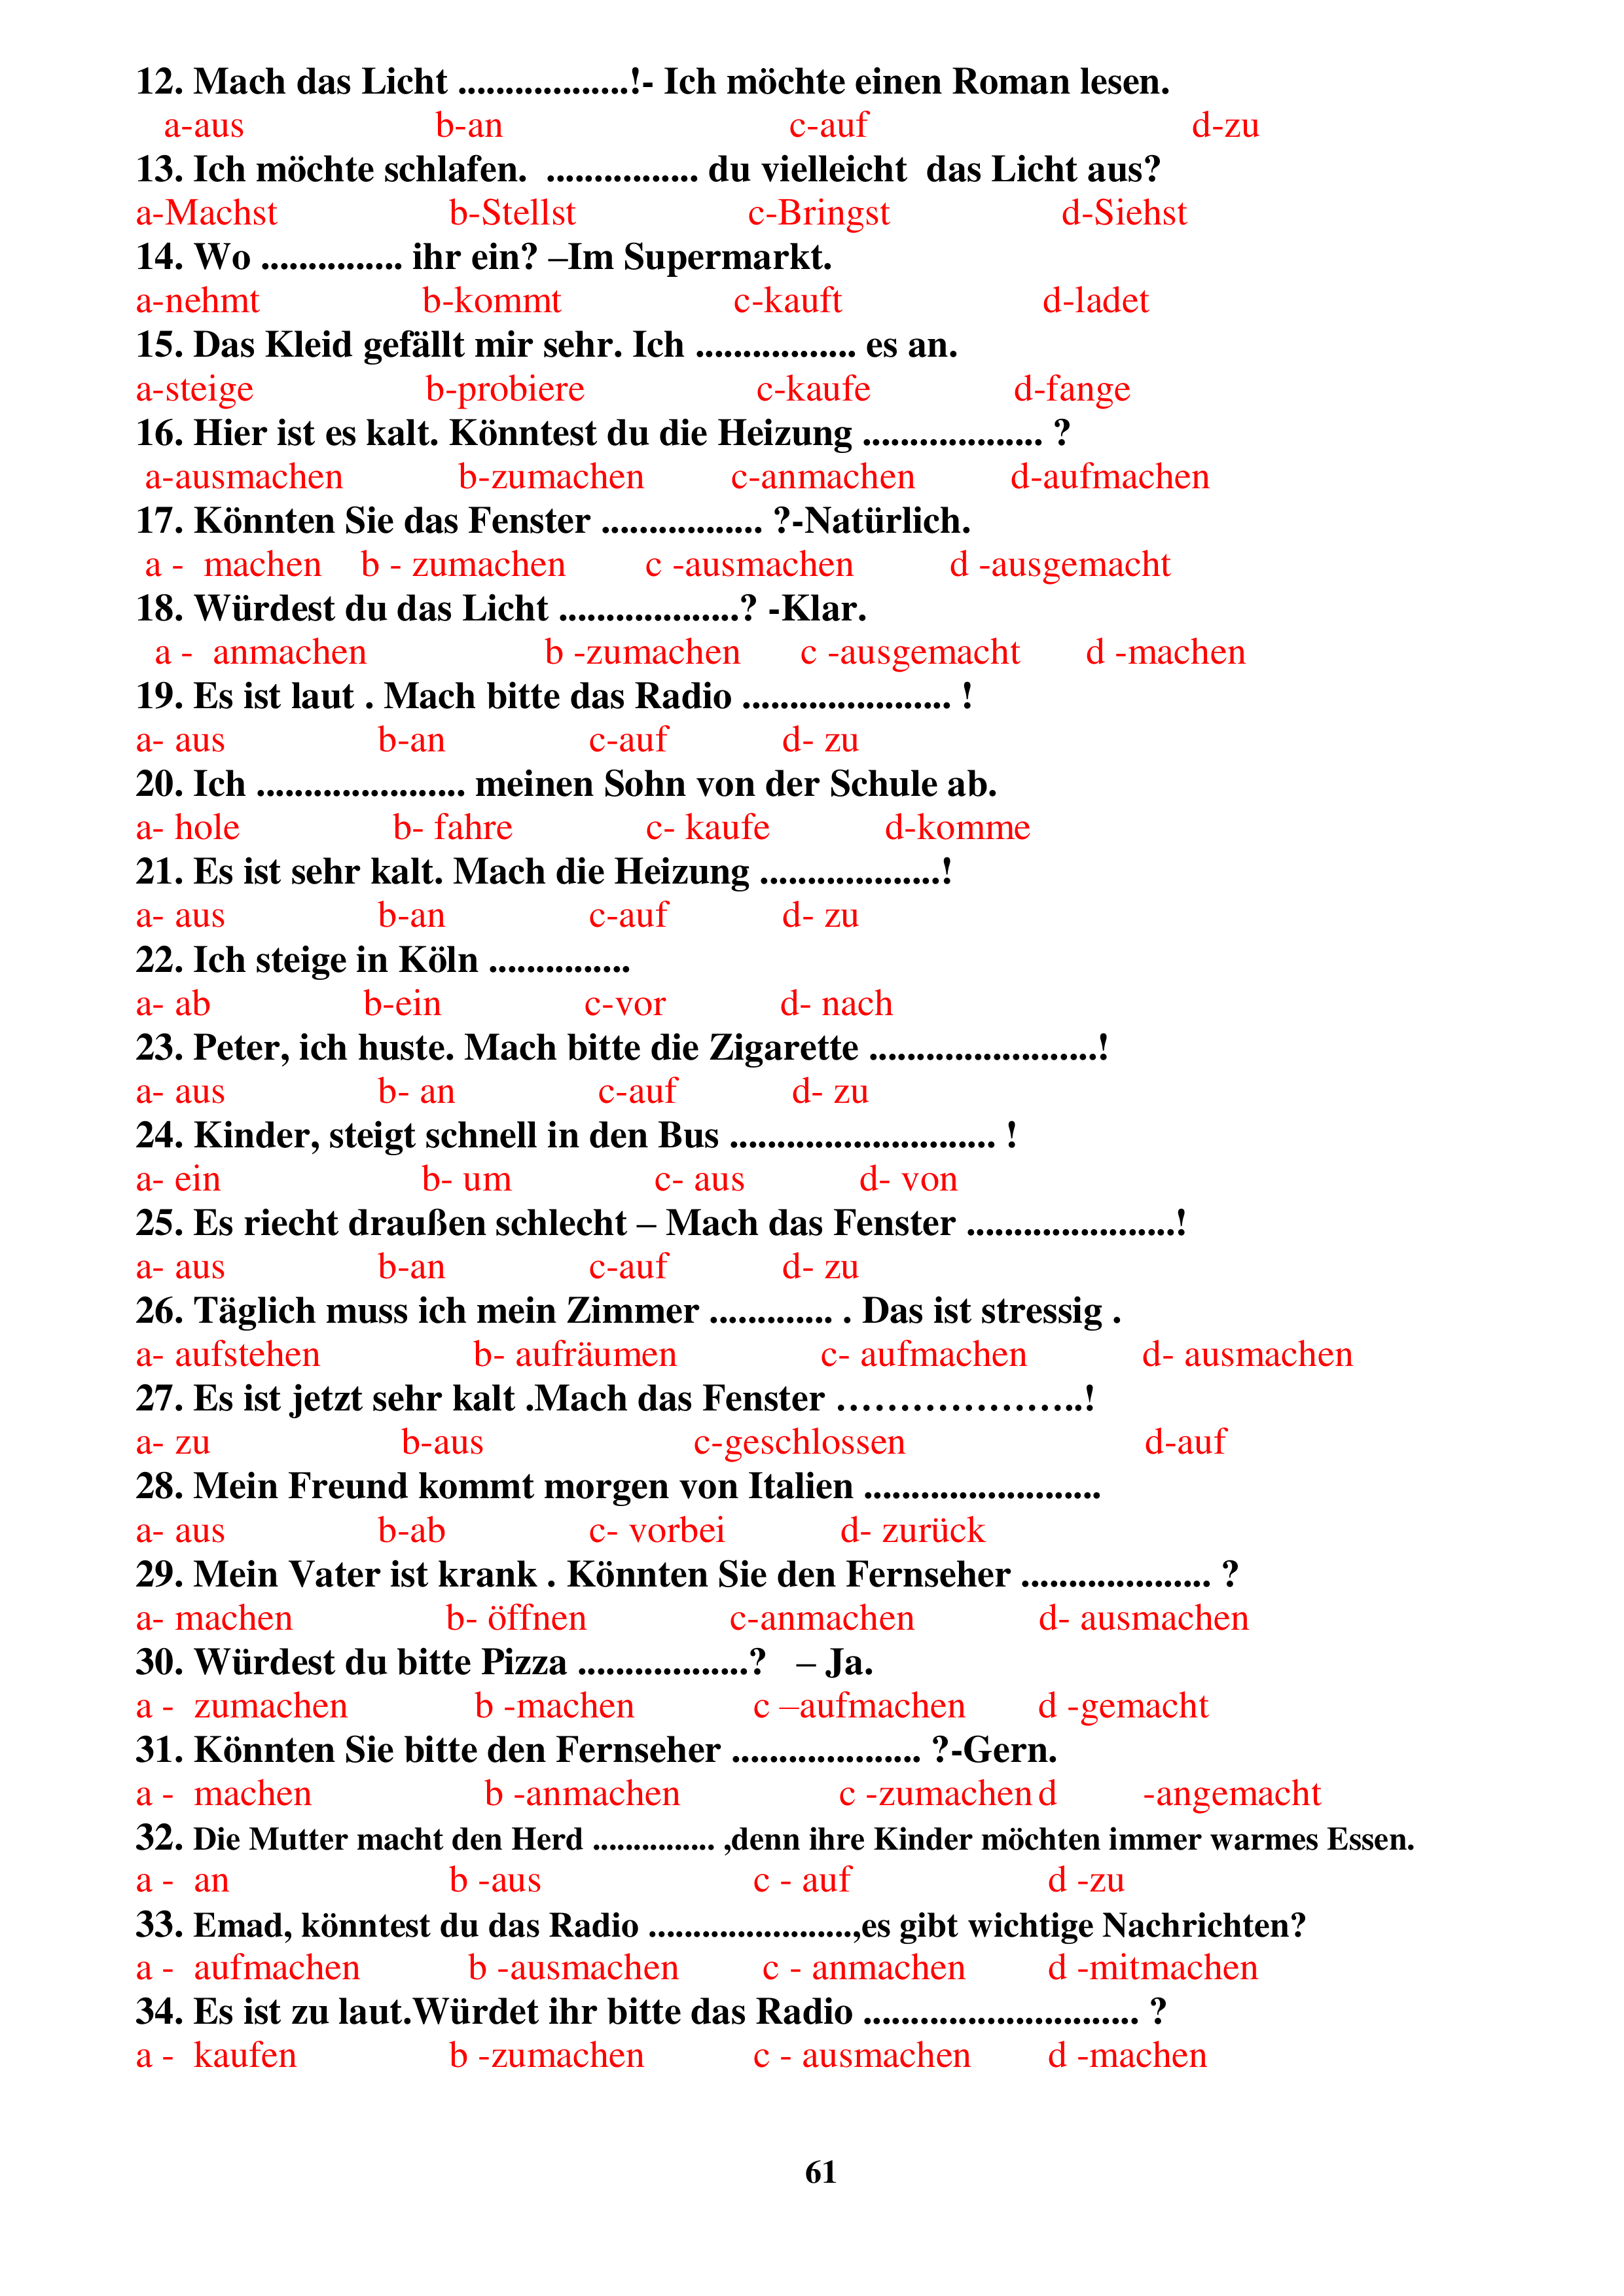 12. Mach das Licht ..................!- Ich möchte einen Roman lesen.
a-aus b-an c-auf d-zu
13. Ich möchte schlafen. ................ du vielleicht das Licht aus?
a-Machst b-Stellst c-Bringst d-Siehst
14. Wo ............... ihr ein? –Im Supermarkt.
a-nehmt b-kommt c-kauft d-ladet
15. Das Kleid gefällt mir sehr. Ich ................. es an.
a-steige b-probiere c-kaufe d-fange
16. Hier ist es kalt. Könntest du die Heizung ................... ?
a-ausmachen b-zumachen c-anmachen d-aufmachen
17. Könnten Sie das Fenster ................. ?-Natürlich.
a - machen b - zumachen c -ausmachen d -ausgemacht
18. Würdest du das Licht ...................? -Klar.
a - anmachen b -zumachen c -ausgemacht d -machen
19. Es ist laut . Mach bitte das Radio ...................... !
a- aus b-an c-auf d- zu
20. Ich ...................... meinen Sohn von der Schule ab.
a- hole b- fahre c- kaufe d-komme
21. Es ist sehr kalt. Mach die Heizung ...................!
a- aus b-an c-auf d- zu
22. Ich steige in Köln ...............
a- ab b-ein c-vor d- nach
23. Peter, ich huste. Mach bitte die Zigarette ........................!
a- aus b- an c-auf d- zu
24. Kinder, steigt schnell in den Bus ............................ !
a- ein b- um c- aus d- von
25. Es riecht draußen schlecht – Mach das Fenster ......................!
a- aus b-an c-auf d- zu
26. Täglich muss ich mein Zimmer ............. . Das ist stressig .
a- aufstehen b- aufräumen c- aufmachen d- ausmachen
27. Es ist jetzt sehr kalt .Mach das Fenster ………………..!
a- zu b-aus c-geschlossen d-auf
28. Mein Freund kommt morgen von Italien .........................
a- aus b-ab c- vorbei d- zurück
29. Mein Vater ist krank . Könnten Sie den Fernseher .................... ?
a- machen b- öffnen c-anmachen d- ausmachen
30. Würdest du bitte Pizza ..................? – Ja.
a - zumachen b -machen c –aufmachen d -gemacht
31. Könnten Sie bitte den Fernseher .................... ?-Gern.
a - machen b -anmachen c -zumachen d -angemacht
32. Die Mutter macht den Herd ............... ,denn ihre Kinder möchten immer warmes Essen.
a - an b -aus c - auf d -zu
33. Emad, könntest du das Radio ........................,es gibt wichtige Nachrichten?
a - aufmachen b -ausmachen c - anmachen d -mitmachen
34. Es ist zu laut.Würdet ihr bitte das Radio ............................. ?
a - kaufen b -zumachen c - ausmachen d -machen
61